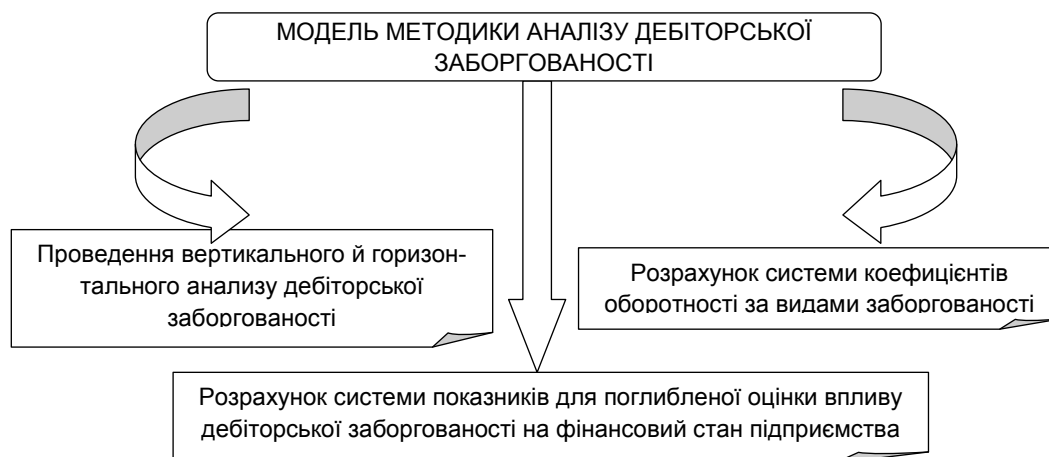 МОДЕЛЬ МЕТОДИКИ АНАЛІЗУ ДЕБІТОРСЬКОЇ
ЗАБОРГОВАНОСТІ
Проведення вертикального й горизон-
тального анализу дебіторської
заборгованості
Розрахунок системи коефицієнтів
оборотності за видами заборгованості
Розрахунок системи показників для поглибленої оцінки впливу
дебіторської заборгованості на фінансовий стан підприємства